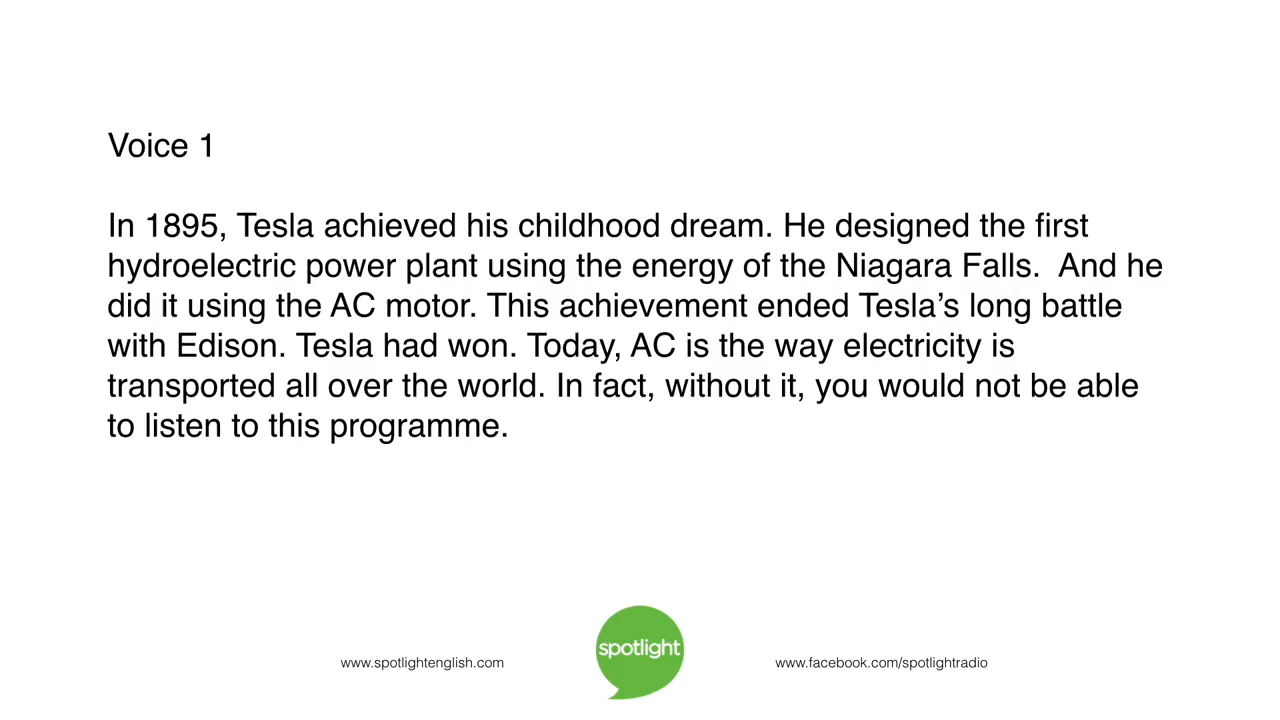 Voice 1
In 1895, Tesla achieved his childhood dream. He designed the first
hydroelectric power plant using the energy of the Niagara Falls.  And he
did it using the AC motor. This achievement ended Tesla’s long battle
with Edison. Tesla had won. Today, AC is the way electricity is
transported all over the world. In fact, without it, you would not be able
to listen to this programme.
www.spotlightenglish.com
spotlight
www.facebook.com/spotlightradio